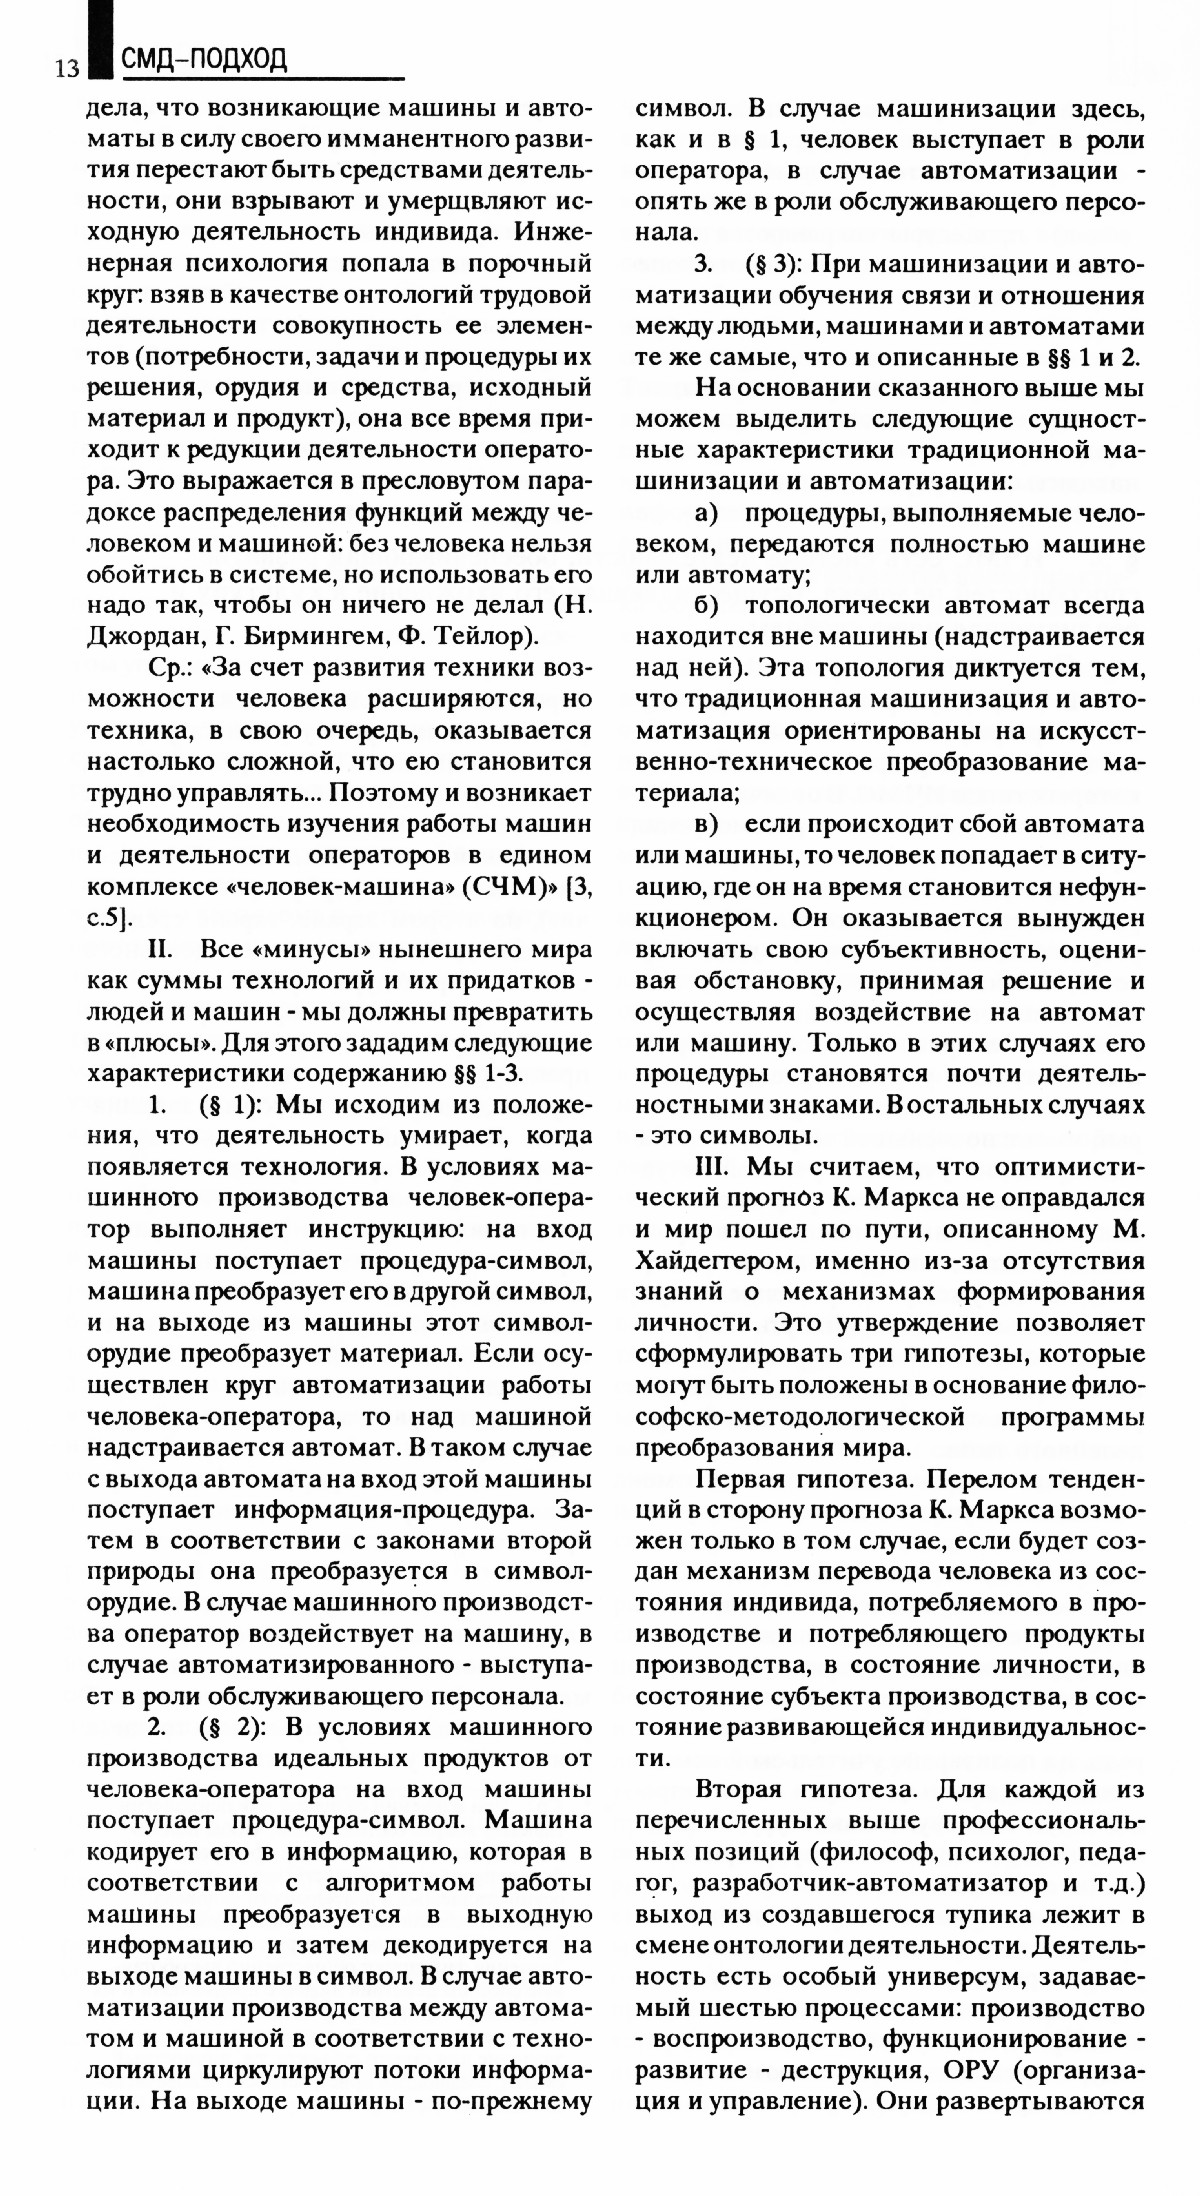 13
СМД-ПОДХОД
дела, что возникающие машины и авто-
маты в силу своего имманентного разви-
тия перестают быть средствами деятель-
ности, они взрывают и умерщвляют ис-
ходную деятельность индивида. Инже-
нерная психология попала в порочный
круг: взяв в качестве онтологий трудовой
деятельности совокупность ее элемен-
тов (потребности, задачи и процедуры их
решения, орудия и средства, исходный
материал и продукт), она все время при-
ходит к редукции деятельности операто-
ра. Это выражается в пресловутом пара-
доксе распределения функций между че-
ловеком и машиной: без человека нельзя
обойтись в системе, но использовать его
надо так, чтобы он ничего не делал (Н.
Джордан, Г. Бирмингем, Ф. Тейлор).
Ср.: «За счет развития техники воз-
можности человека расширяются, но
техника, в свою очередь, оказывается
настолько сложной, что ею становится
трудно управлять... Поэтому и возникает
необходимость изучения работы машин
и деятельности операторов в едином
комплексе «человек-машина» (СЧМ)» [3,
с.5].
II. Все «минусы» нынешнего мира
как суммы технологий и их придатков -
людей и машин - мы должны превратить
в «плюсы». Для этого зададим следующие
характеристики содержанию §§ 1-3.
1. (§ 1): Мы исходим из положе-
ния, что деятельность умирает, когда
появляется технология. В условиях ма-
шинного производства человек-опера-
тор выполняет инструкцию: на вход
машины поступает процедура-символ,
машина преобразует его в другой символ,
и на выходе из машины этот символ-
орудие преобразует материал. Если осу-
ществлен круг автоматизации работы
человека-оператора, то над машиной
надстраивается автомат. В таком случае
с выхода автомата на вход этой машины
поступает информация-процедура. За-
тем в соответствии с законами второй
природы она преобразуется в символ-
орудие. В случае машинного производст-
ва оператор воздействует на машину, в
случае автоматизированного - выступа-
ет в роли обслуживающего персонала.
2. (§ 2): В условиях машинного
производства идеальных продуктов от
человека-оператора на вход машины
поступает процедура-символ. Машина
кодирует его в информацию, которая в
соответствии с алгоритмом работы
машины преобразуется в выходную
информацию и затем декодируется на
выходе машины в символ. В случае авто-
матизации производства между автома-
том и машиной в соответствии с техно-
логиями циркулируют потоки информа-
ции. На выходе машины - по-прежнему
символ. В случае машинизации здесь,
как и в § 1, человек выступает в роли
оператора, в случае автоматизации -
опять же в роли обслуживающего персо-
нала.
3. (§ 3): При машинизации и авто-
матизации обучения связи и отношения
между людьми, машинами и автоматами
те же самые, что и описанные в §§ 1 и 2.
На основании сказанного выше мы
можем выделить следующие сущност-
ные характеристики традиционной ма-
шинизации и автоматизации:
а) процедуры, выполняемые чело-
веком, передаются полностью машине
или автомату;
б) топологически автомат всегда
находится вне машины (надстраивается
над ней). Эта топология диктуется тем,
что традиционная машинизация и авто-
матизация ориентированы на искусст-
венно-техническое преобразование ма-
териала;
в) если происходит сбой автомата
или машины, то человек попадает в ситу-
ацию, где он на время становится нефун-
кционером. Он оказывается вынужден
включать свою субъективность, оцени-
вая обстановку, принимая решение и
осуществляя воздействие на автомат
или машину. Только в этих случаях его
процедуры становятся почти деятель-
ностными знаками. В остальных случаях
- это символы.
III. Мы считаем, что оптимисти-
ческий прогноз К. Маркса не оправдался
и мир пошел по пути, описанному М.
Хайдеггером, именно из-за отсутствия
знаний о механизмах формирования
личности. Это утверждение позволяет
сформулировать три гипотезы, которые
могут быть положены в основание фило-
софско-методологической программы
преобразования мира.
Первая гипотеза. Перелом тенден-
ций в сторону прогноза К. Маркса возмо-
жен только в том случае, если будет соз-
дан механизм перевода человека из сос-
тояния индивида, потребляемого в про-
изводстве и потребляющего продукты
производства, в состояние личности, в
состояние субъекта производства, в сос-
тояние развивающейся индивидуальнос-
ти.
Вторая гипотеза. Для каждой из
перечисленных выше профессиональ-
ных позиций (философ, психолог, педа-
гог, разработчик-автоматизатор и т.д.)
выход из создавшегося тупика лежит в
смене онтологии деятельности. Деятель-
ность есть особый универсум, задавае-
мый шестью процессами: производство
- воспроизводство, функционирование -
развитие - деструкция, ОРУ (организа-
ция и управление). Они развертываются